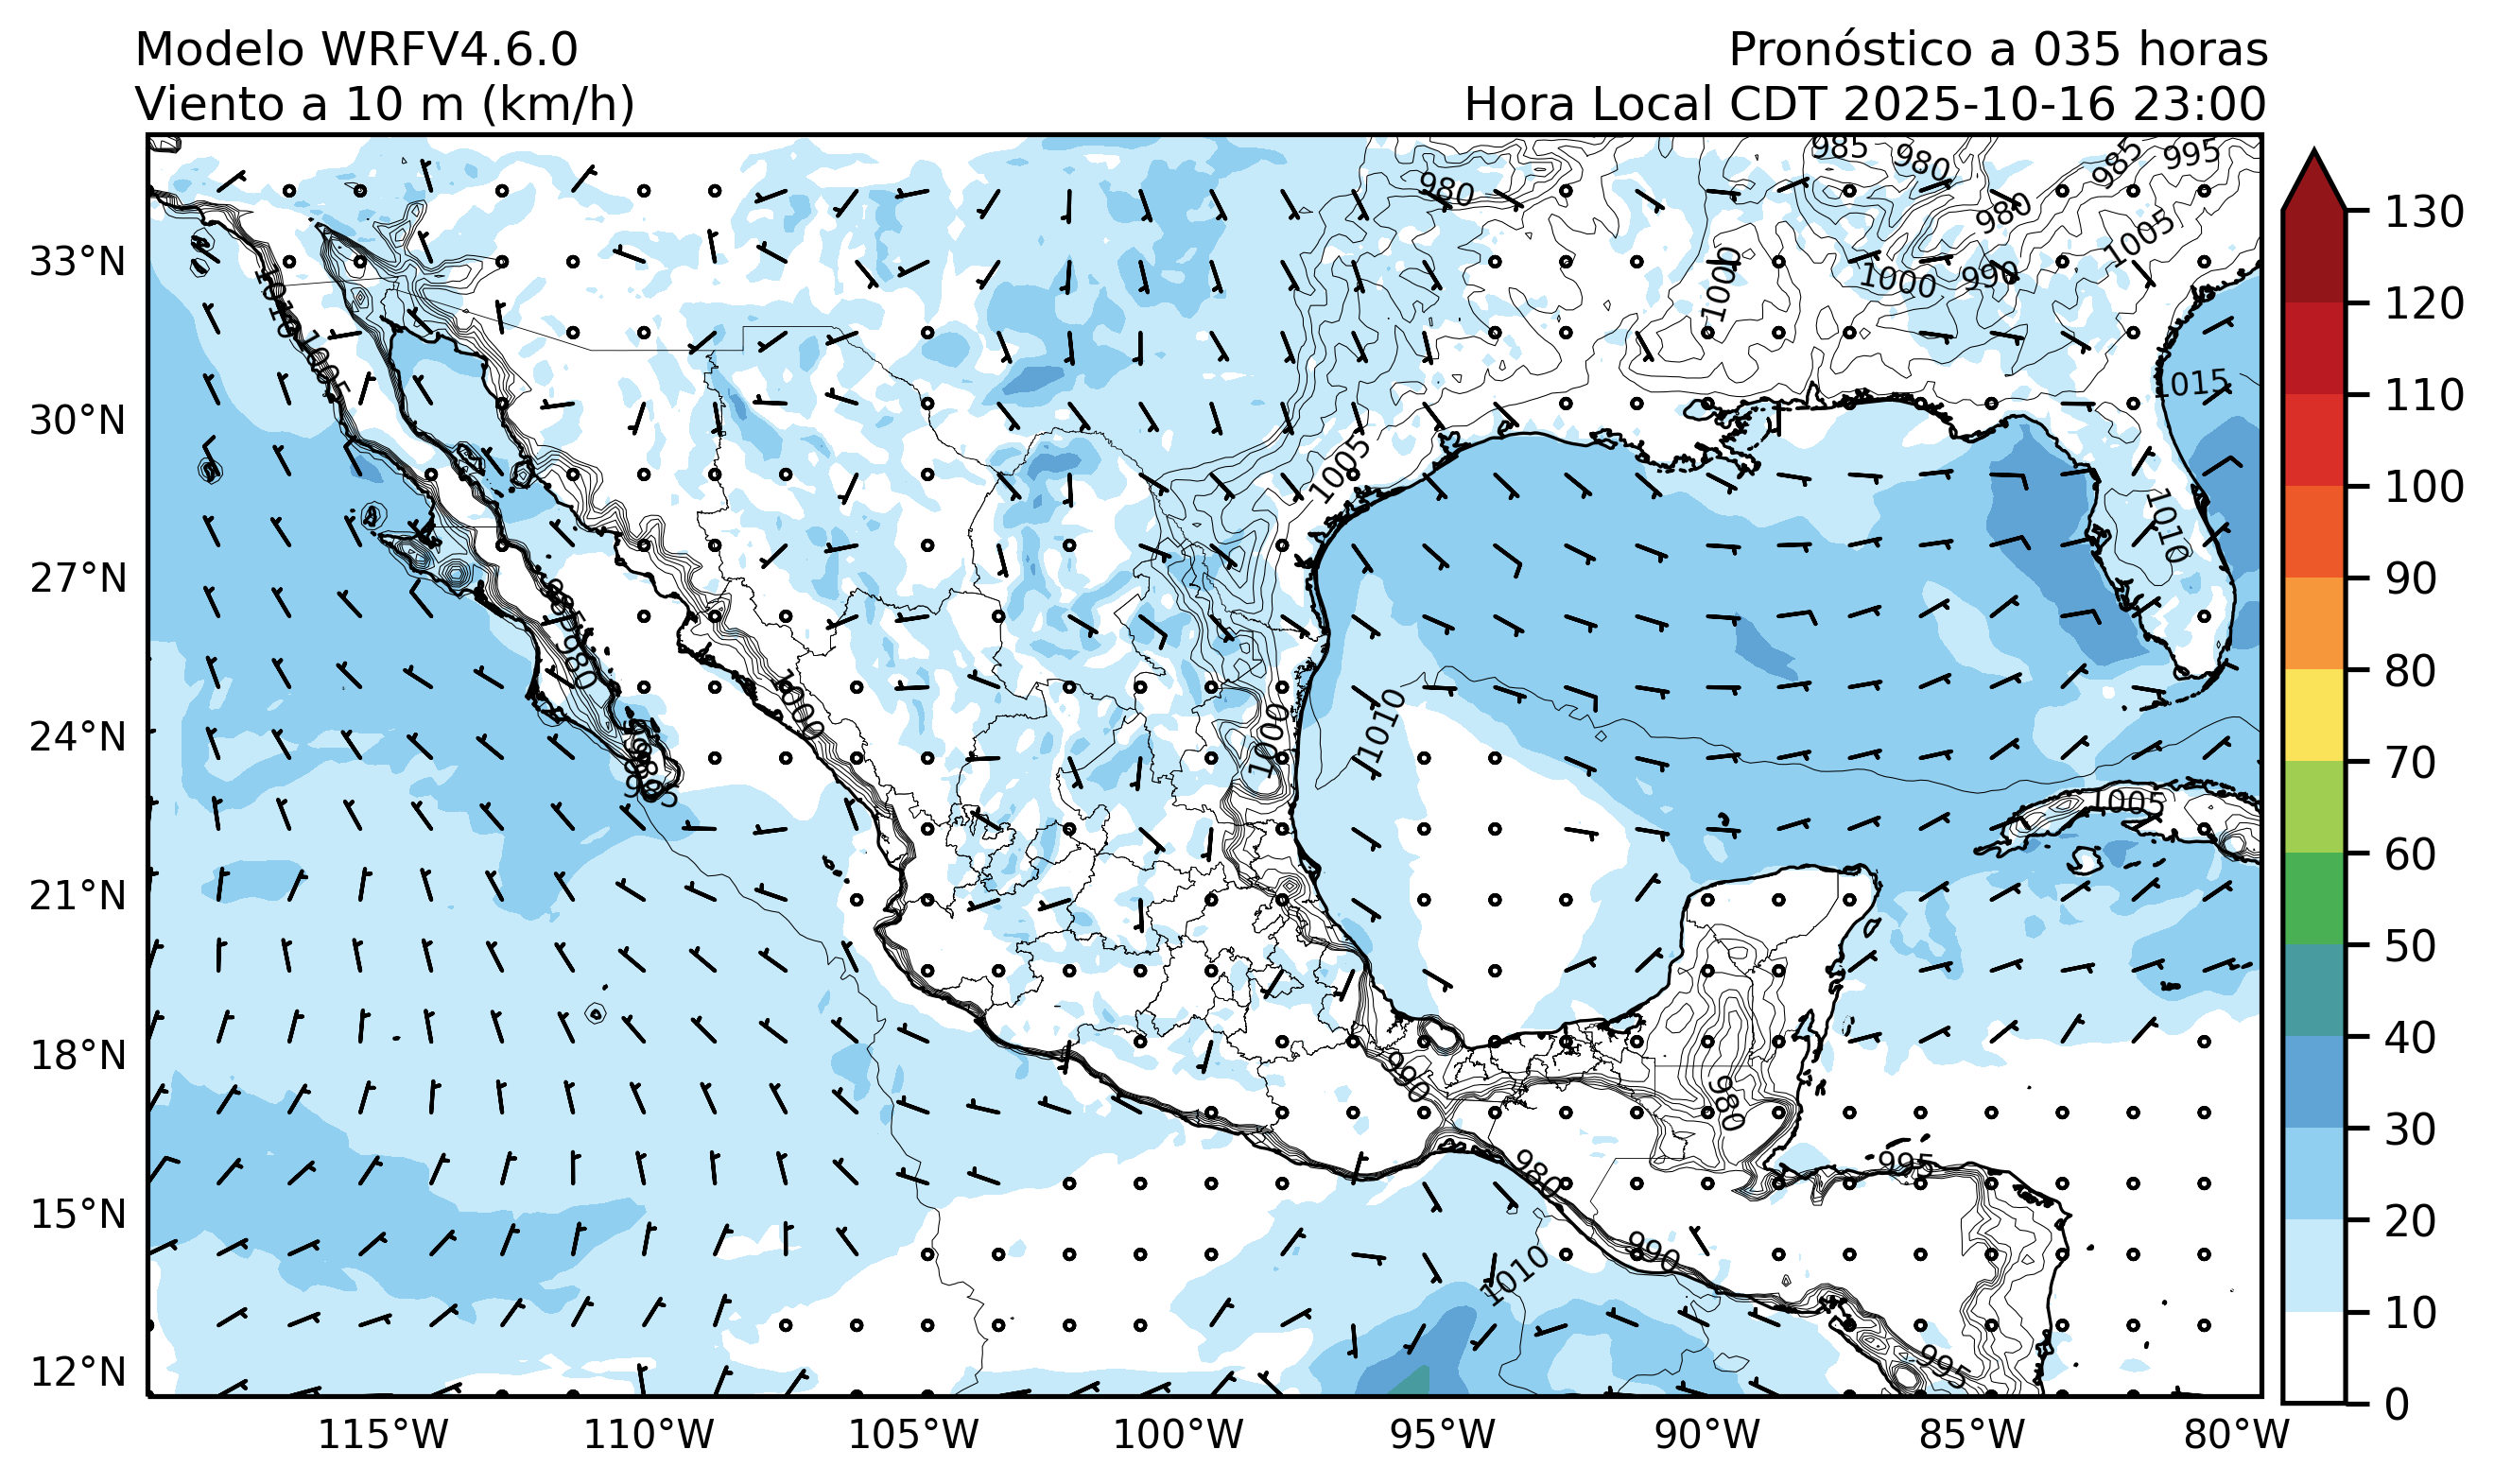 Modelo WRFV4.6.0
Viento a 10 m (km/h)
Pronóstico a 035 horas
Hora Local CDT 2025-10-16 23:00
33°N
30°N
27°N
24°N
21°N
18°N
15°N
12°N
115°W
110°W
105°W
100°W
95°W
90°W
85°W
80°W
130
120
110
100
90
80
70
60
50
40
30
20
10
0
980
985
980
985
995
980
1005
1000
1000
990
1015
1010
1005
1005
1010
980
1000
1000
1010
1005
990
980
995
980
990
1010
995